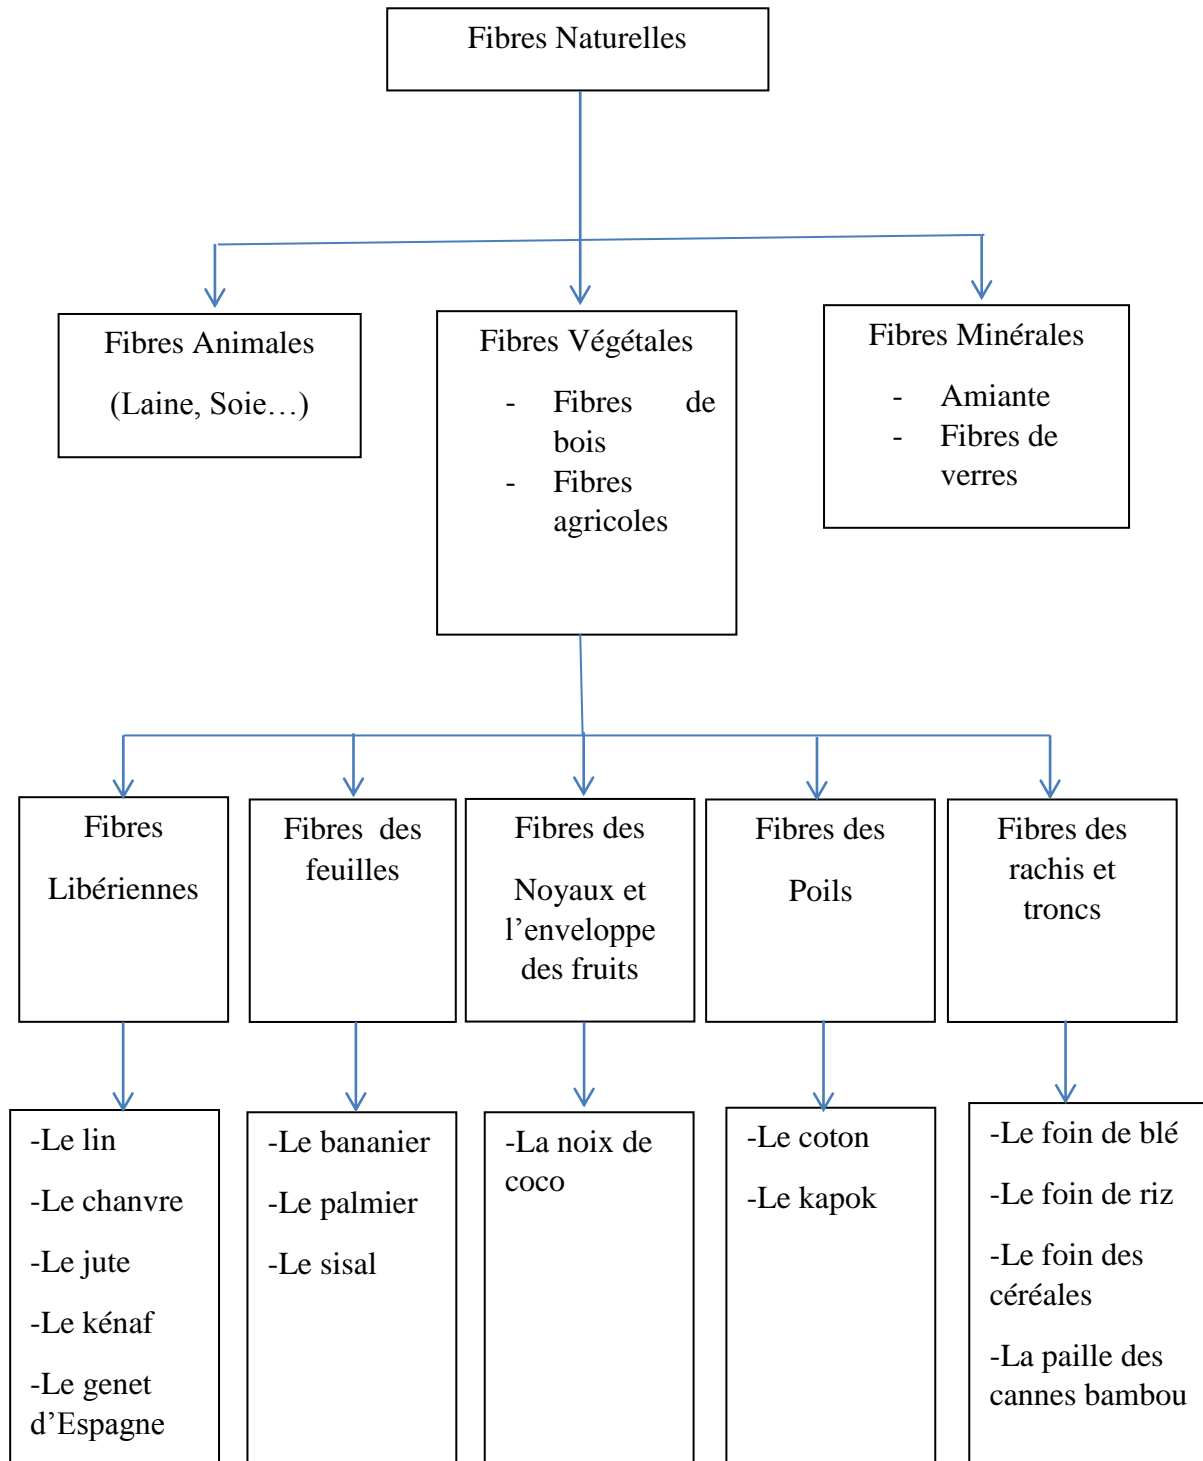 Fibres Naturelles
Fibres Animales
(Laine, Soie…)
Fibres Végétales
- Fibres de
bois
- Fibres
agricoles
Fibres Minérales
- Amiante
- Fibres de
verres
Fibres
Libériennes
Fibres des
feuilles
Fibres des
Noyaux et
l’enveloppe
des fruits
Fibres des
Poils
Fibres des
rachis et
troncs
-Le lin
-Le chanvre
-Le jute
-Le kénaf
-Le genet
d’Espagne
-Le bananier
-Le palmier
-Le sisal
-La noix de
coco
-Le coton
-Le kapok
-Le foin de blé
-Le foin de riz
-Le foin des
céréales
-La paille des
cannes bambou